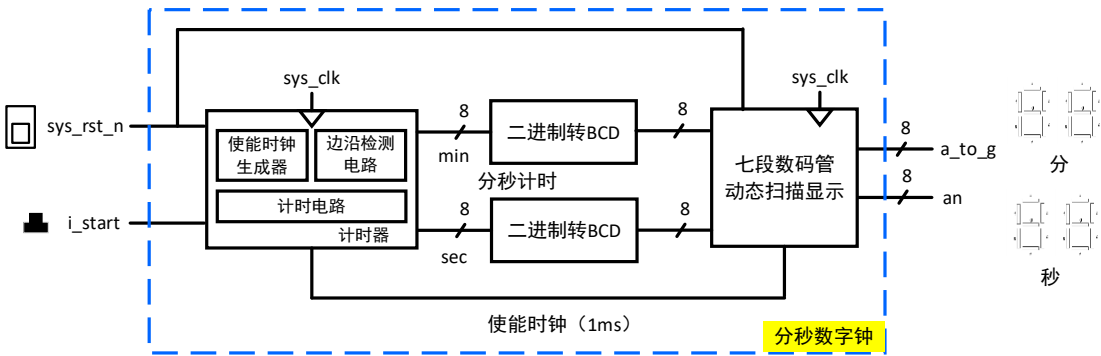 sys_clk
sys_clk
sys_rst_n
使能时钟
生成器
边沿检测
电路
计时电路
计时器
8
min
二进制转BCD
8
分秒计时
8
sec
二进制转BCD
8
七段数码管
动态扫描显示
8
a_to_g
8
an
分
秒
i_start
使能时钟（1ms）
分秒数字钟